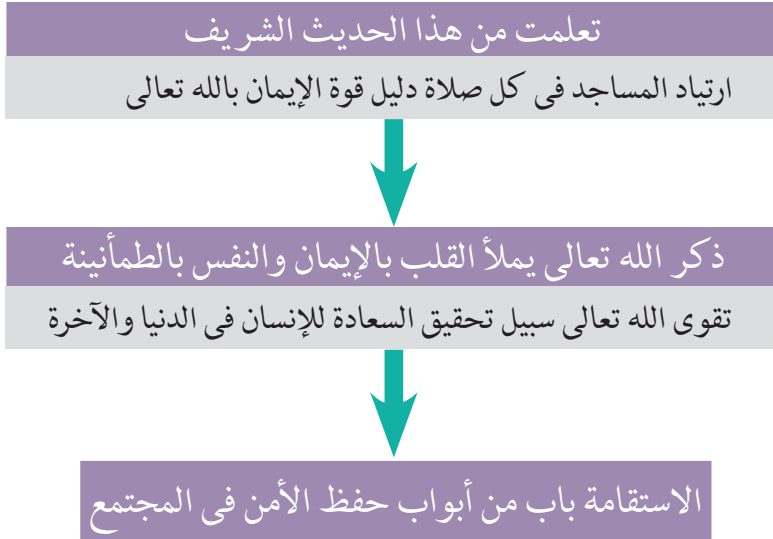 تعلمت من هذا الحديث الشريف
ارتياد المساجد فى كل صلاة دليل قوة الإيمان بالله تعالى
ذكر الله تعالى يملأ القلب بالإيمان والنفس بالطمأنينة
تقوى الله تعالى سبيل تحقيق السعادة للإنسان فى الدنيا والآخرة
الاستقامة باب من أبواب حفظ الأمن فى المجتمع